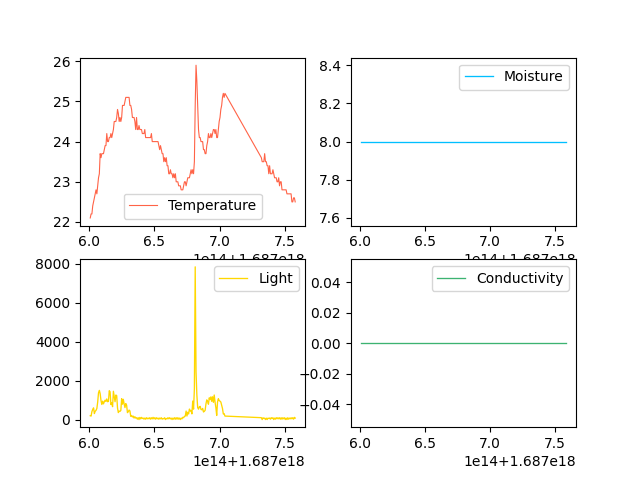 26
25
24
23
22
Temperature
6.0 6.5 7.0 7.5
1e14+1.687e18
8.4
8.2
8.0
7.8
7.6
Moisture
6.0 6.5 7.0 7.5
1e14+1.687e18
8000
6000
4000
2000
0
Light
6.0 6.5 7.0 7.5
1e14+1.687e18
0.04
0.02
0.00
−0.02
−0.04
Conductivity
6.0 6.5 7.0 7.5
1e14+1.687e18